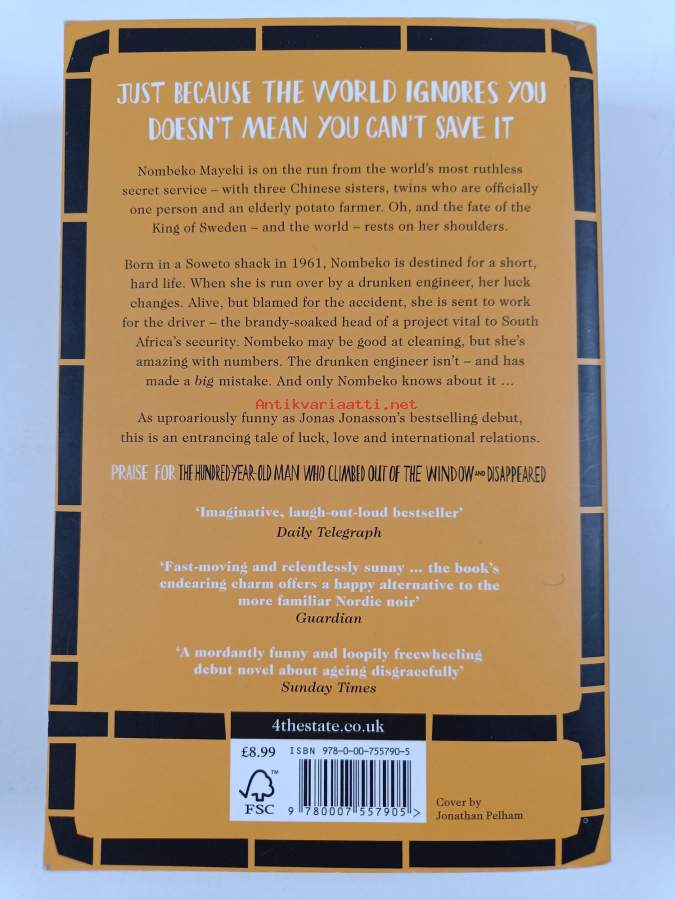 JUST BECAUSE THE WORLD IGNORES YOU
DOESN'T MEAN YOU CAN'T SAVE IT
Nombeko Mayeki is on the run from the world's most ruthless
secret service – with three Chinese sisters, twins who are officially
one person and an elderly potato farmer. Oh, and the fate of the
King of Sweden – and the world – rests on her shoulders.
Born in a Soweto shack in 1961, Nombeko is destined for a short,
hard life. When she is run over by a drunken engineer, her luck
changes. Alive, but blamed for the accident, she is sent to work
for the driver – the brandy-soaked head of a project vital to South
Africa's security. Nombeko may be good at cleaning, but she's
amazing with numbers. The drunken engineer isn't – and has
made a big mistake. And only Nombeko knows about it ...
Antikvariaatti.net
As uproariously funny as Jonas Jonasson's bestselling debut,
this is an entrancing tale of luck, love and international relations.
PRAISE FOR THE HUNDRED-YEAR-OLD MAN WHO CLIMBED OUT OF THE WINDOW AND DISAPPEARED
'Imaginative, laugh-out-loud bestseller'
Daily Telegraph
'Fast-moving and relentlessly sunny ... the book's
endearing charm offers a happy alternative to the
more familiar Nordic noir'
Guardian
'A mordantly funny and loopily freewheeling
debut novel about ageing disgracefully'
Sunday Times
4thestate.co.uk
£8.99 ISBN 978-0-00-755790-5
FSC™
9 780007 557905 >
Cover by
Jonathan Pelham